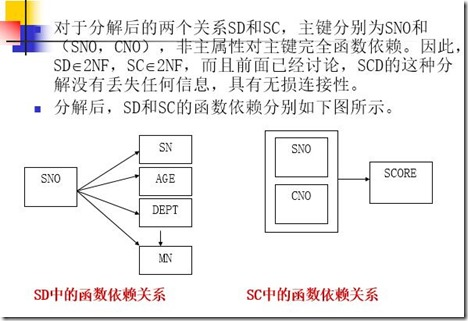 对于分解后的两个关系SD和SC，主键分别为SNO和
（SNO，CNO），非主属性对主键完全函数依赖。因此，
SD∈2NF，SC∈2NF，而且前面已经讨论，SCD的这种分
解没有丢失任何信息，具有无损连接性。
分解后，SD和SC的函数依赖分别如下图所示。
SNO
SN
AGE
DEPT
MN
SNO
CNO
SCORE
SD中的函数依赖关系
SC中的函数依赖关系